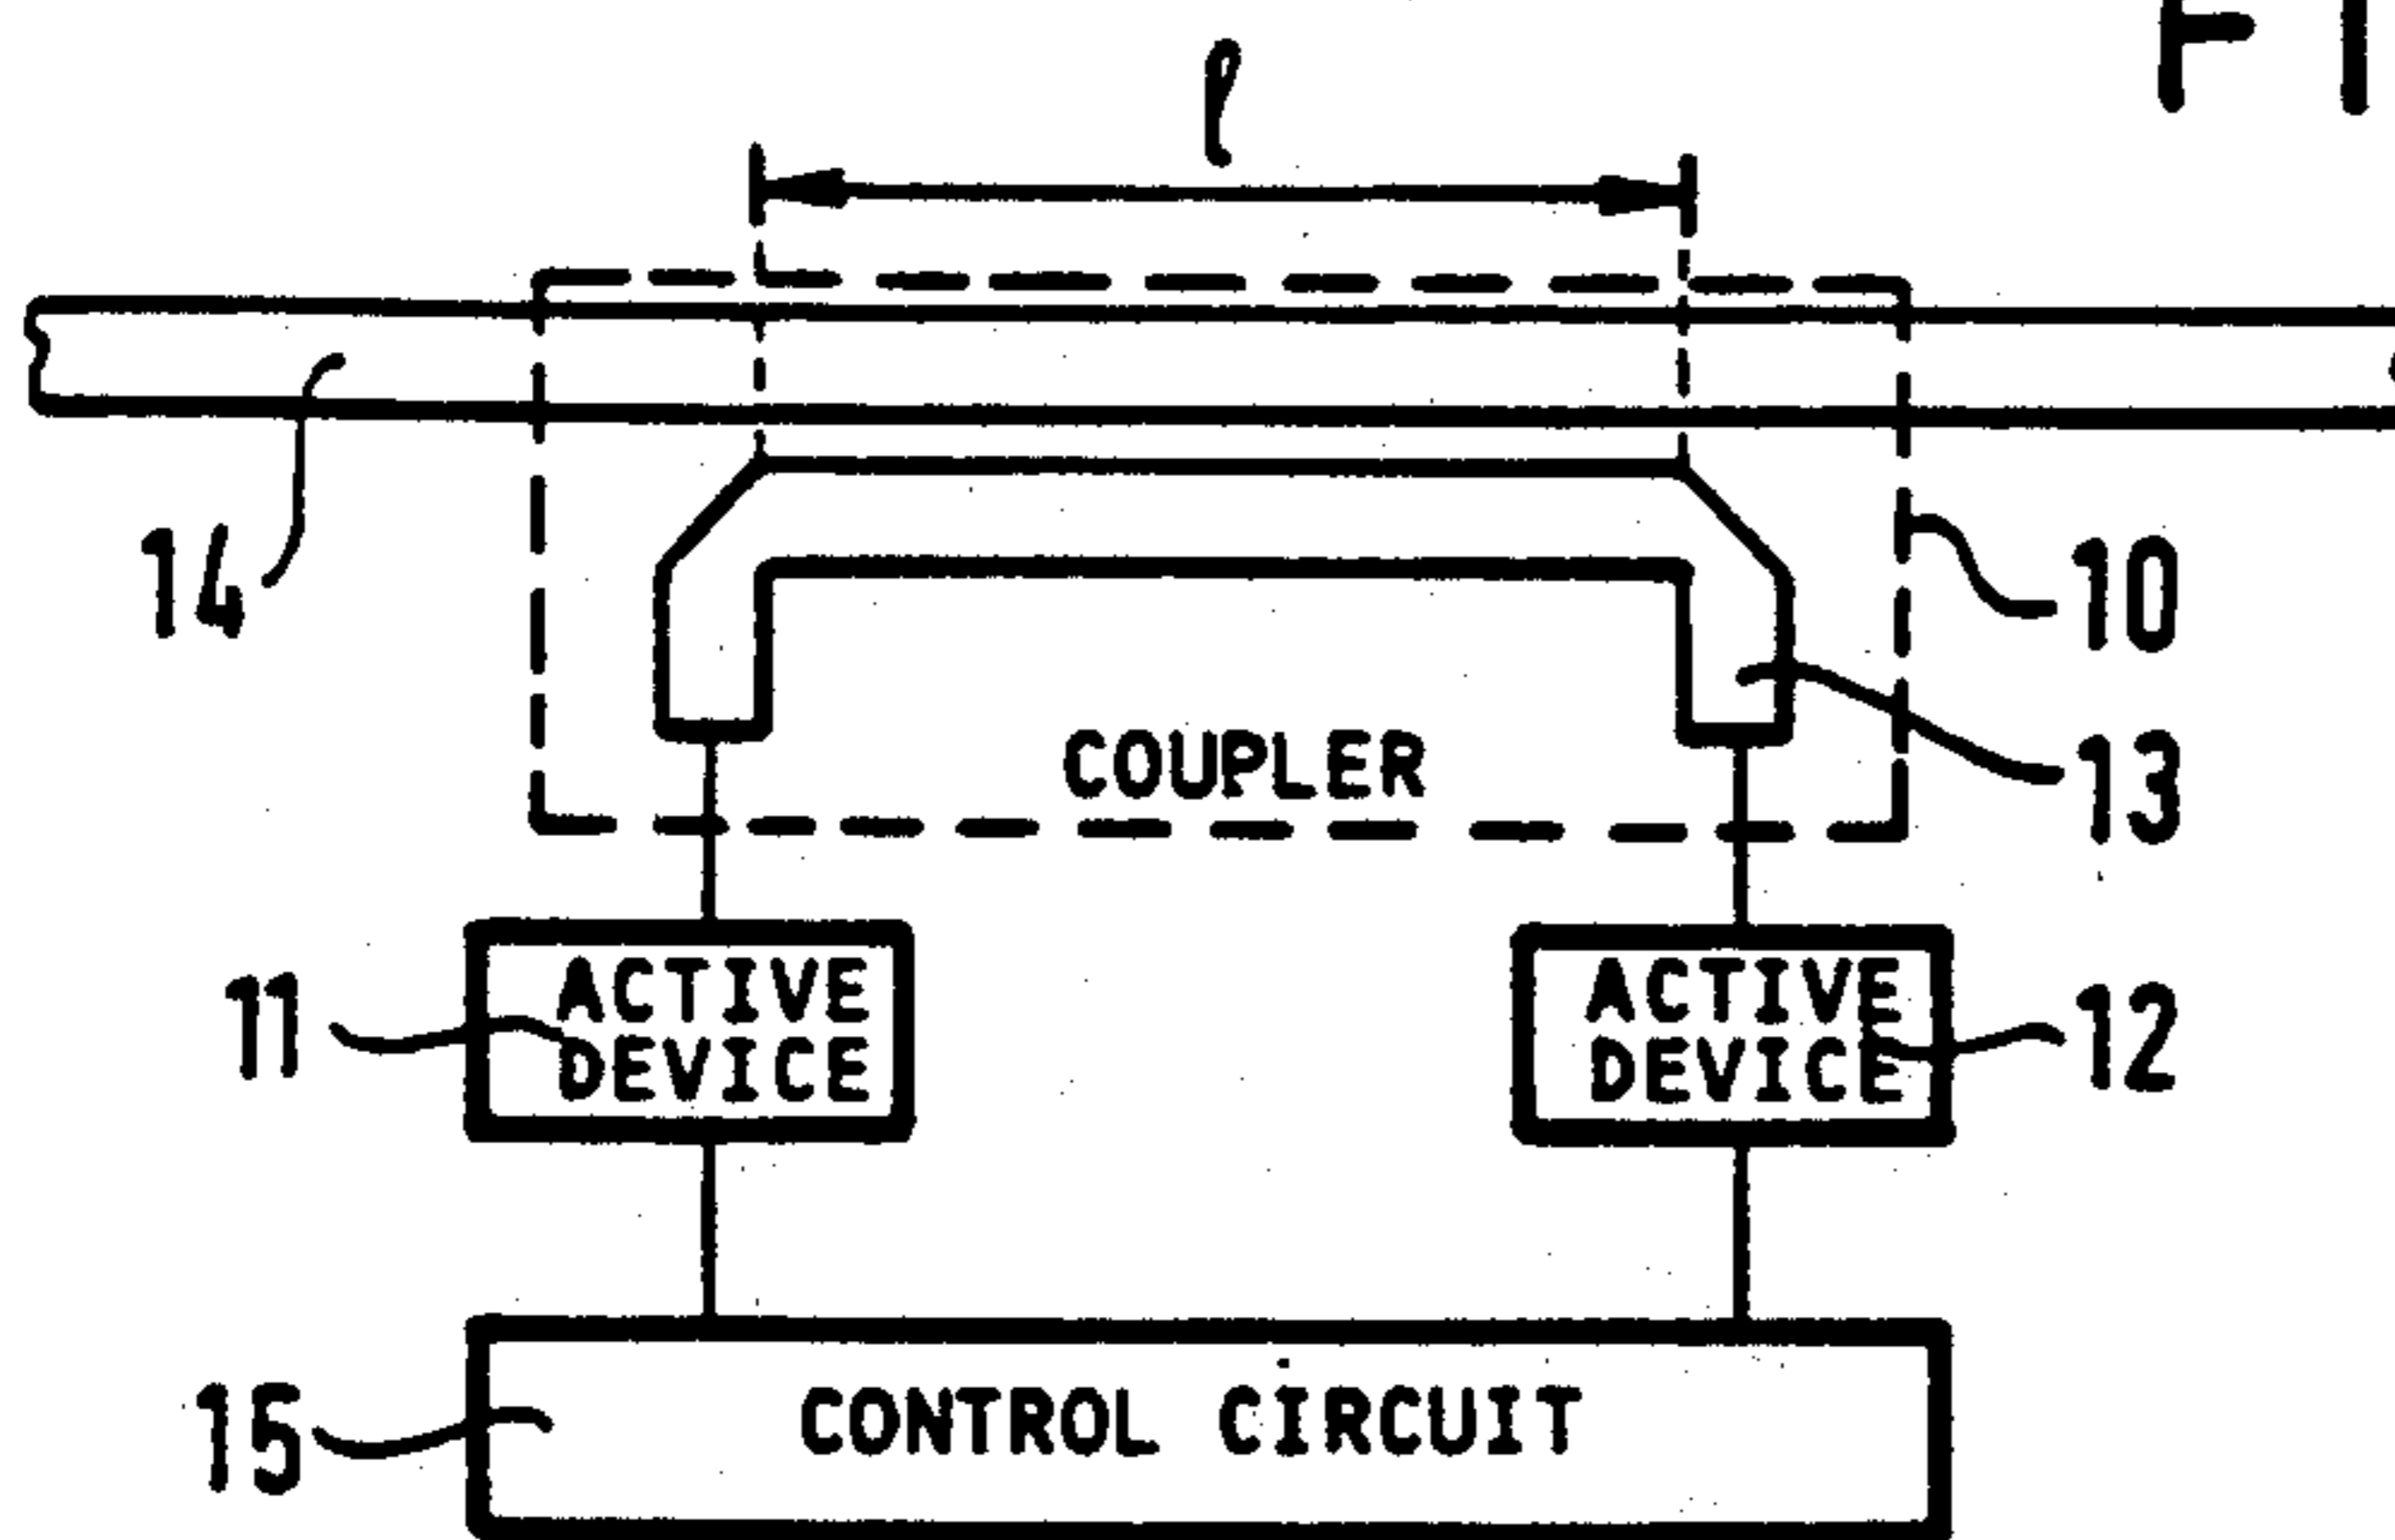 ℓ
14
10
COUPLER
13
11
ACTIVE
DEVICE
ACTIVE
DEVICE
12
15
CONTROL CIRCUIT